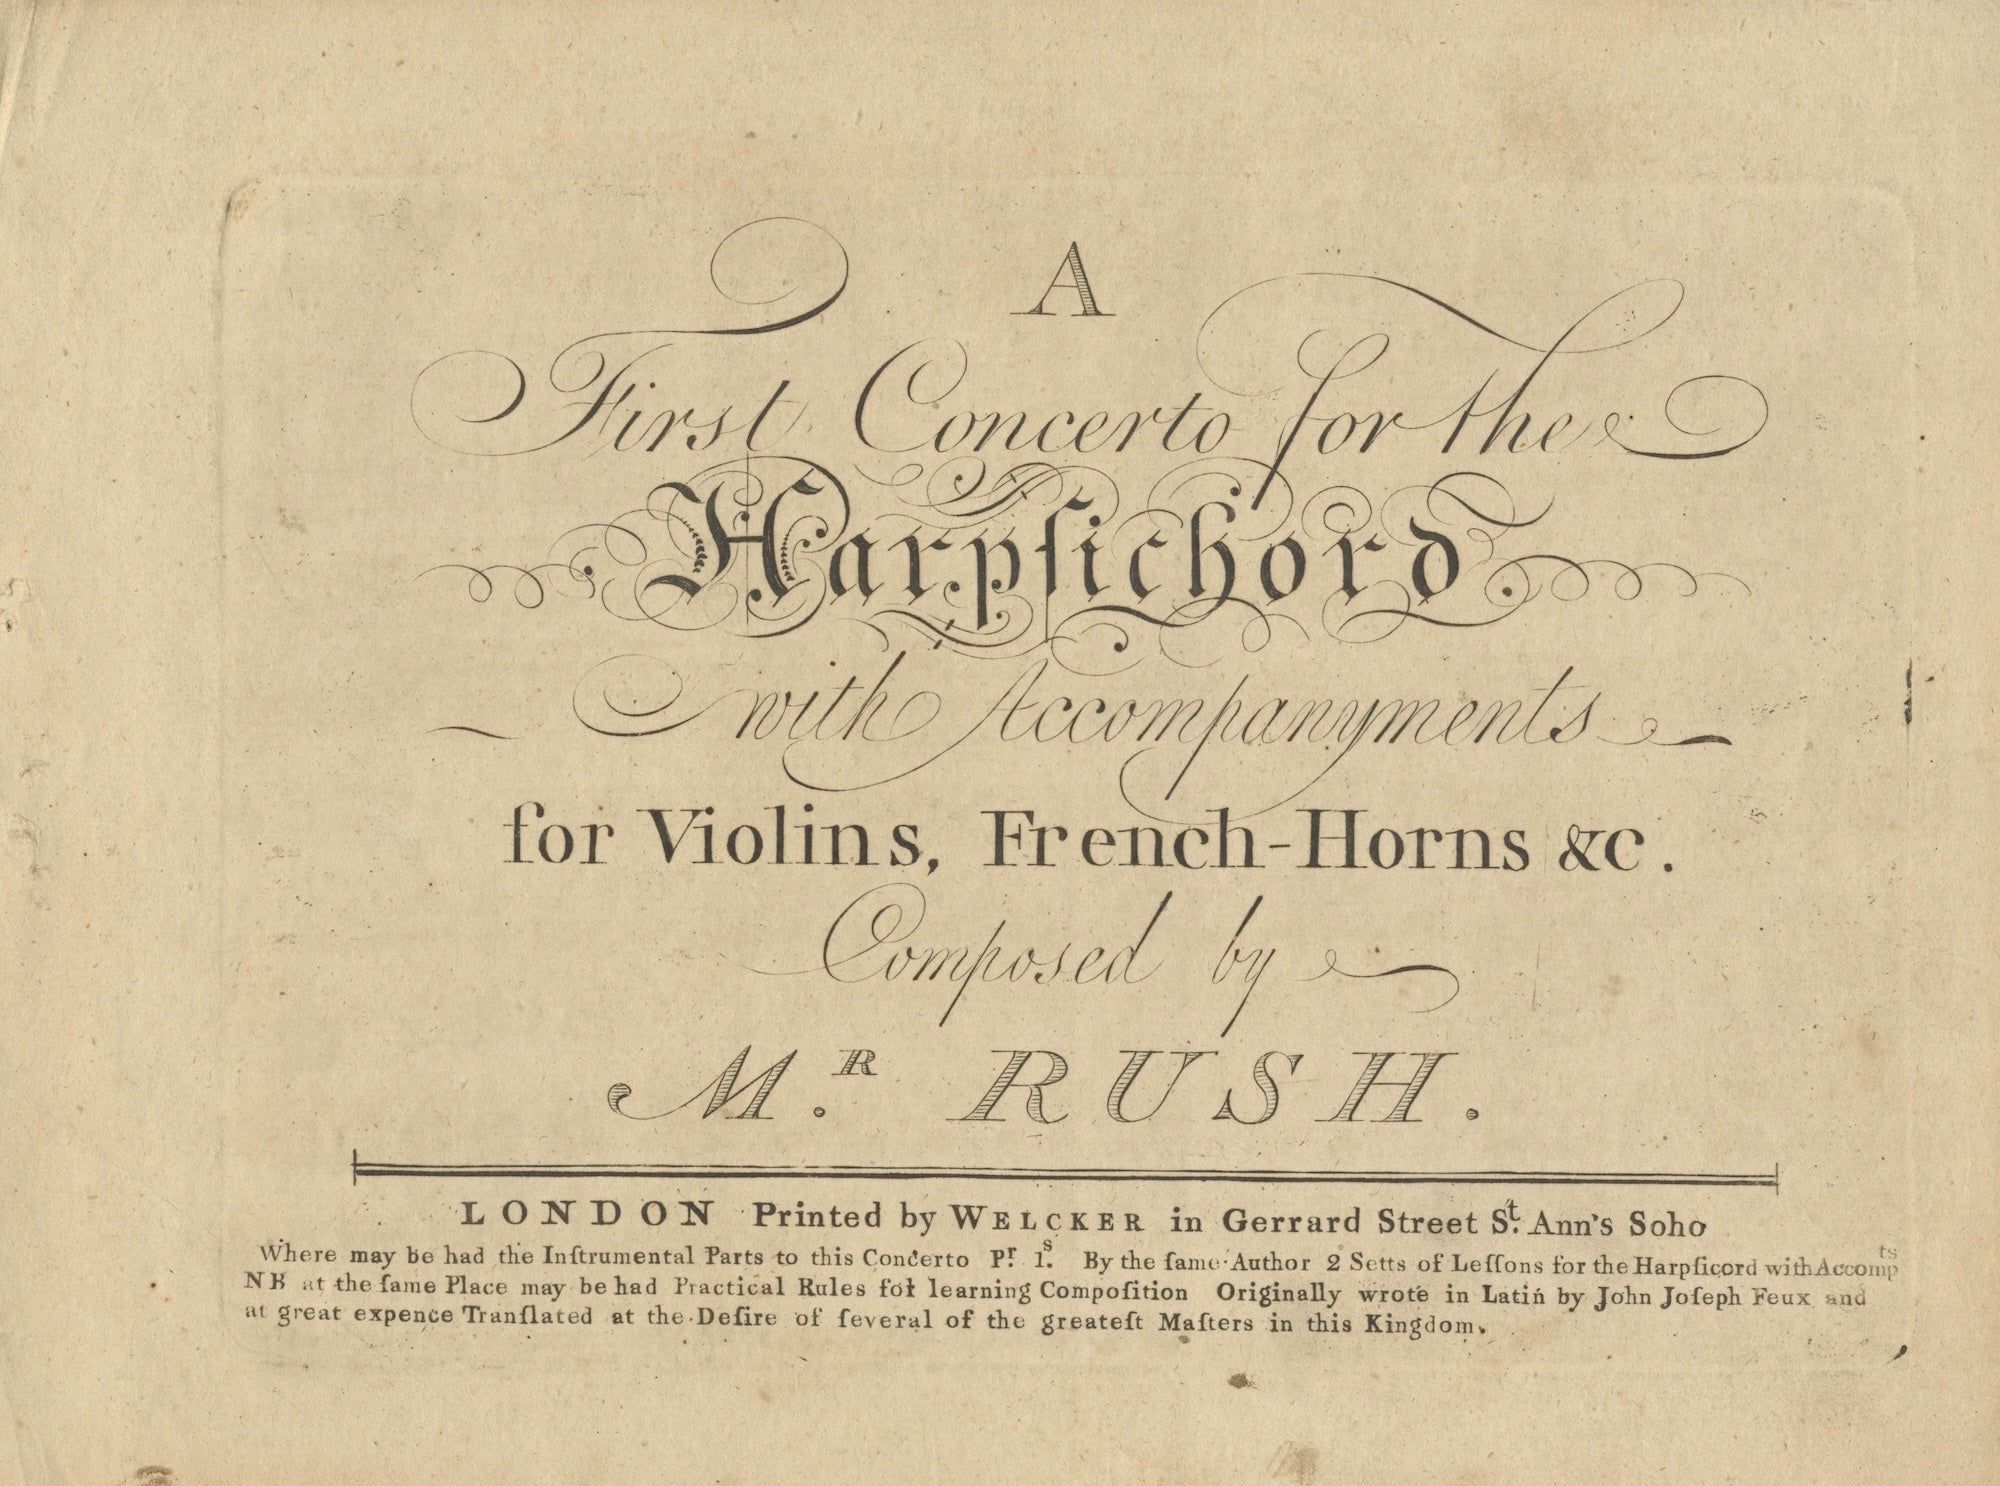 A
First Concerto for the
Harpſichord.
with Accompanyments
for Violins, French-Horns &c.
Composed by
M.ᴿ RUSH.
LONDON Printed by WELCKER in Gerrard Street Sᵗ. Ann's Soho
Where may be had the Inſtrumental Parts to this Concerto Pʳ. 1ˢ. By the ſame Author 2 Setts of Leſſons for the Harpſicord with Accompᵗˢ
NB at the ſame Place may be had Practical Rules for learning Compoſition Originally wrote in Latin by John Joſeph Feux and
at great expence Tranſlated at the Deſire of ſeveral of the greateſt Maſters in this Kingdom.